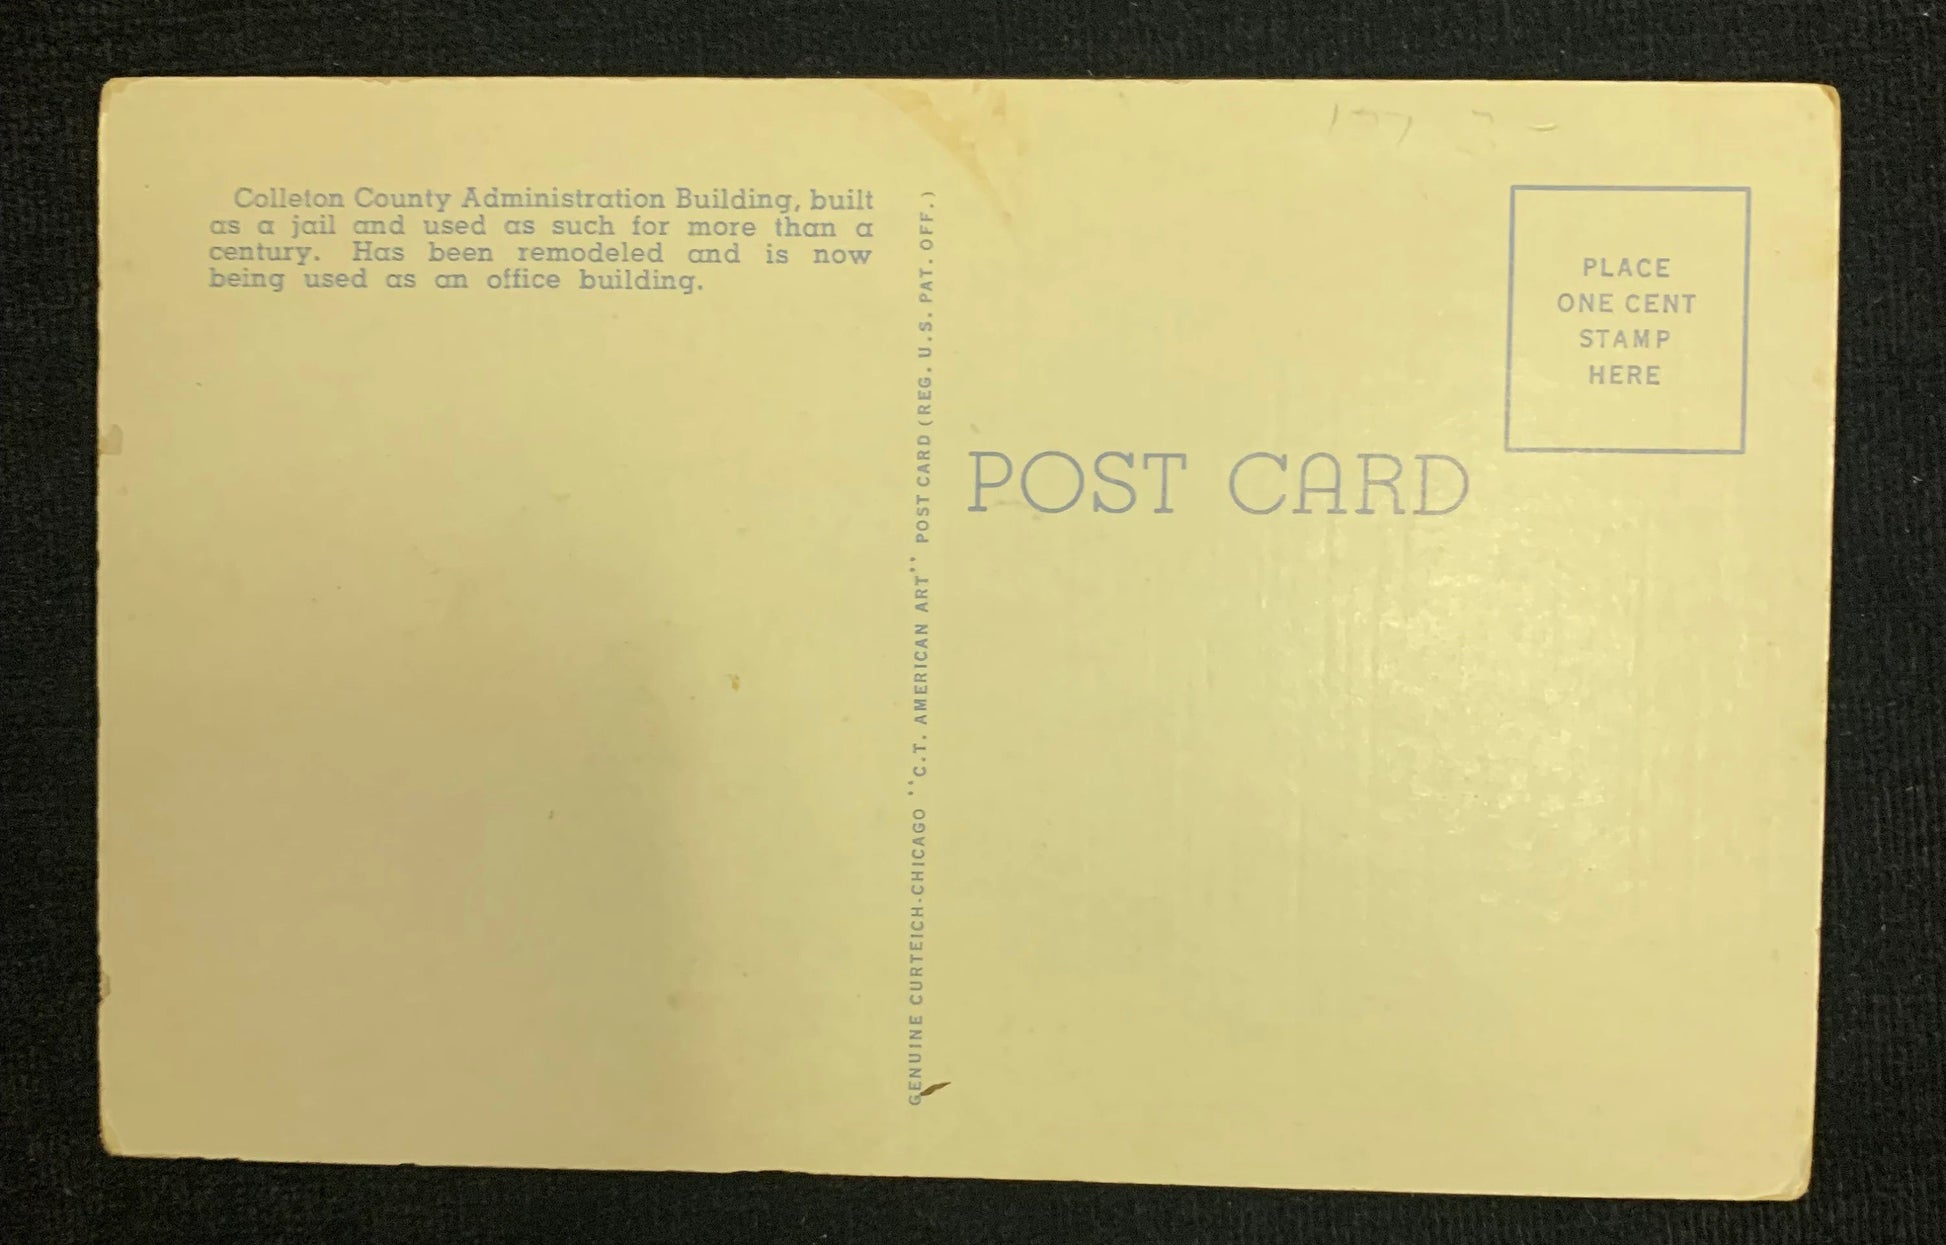 Colleton County Administration Building, built
as a jail and used as such for more than a
century. Has been remodeled and is now
being used as an office building.
GENUINE CURTEICH-CHICAGO "C.T. AMERICAN ART" POST CARD (REG. U.S. PAT. OFF.)
PLACE
ONE CENT
STAMP
HERE
POST CARD